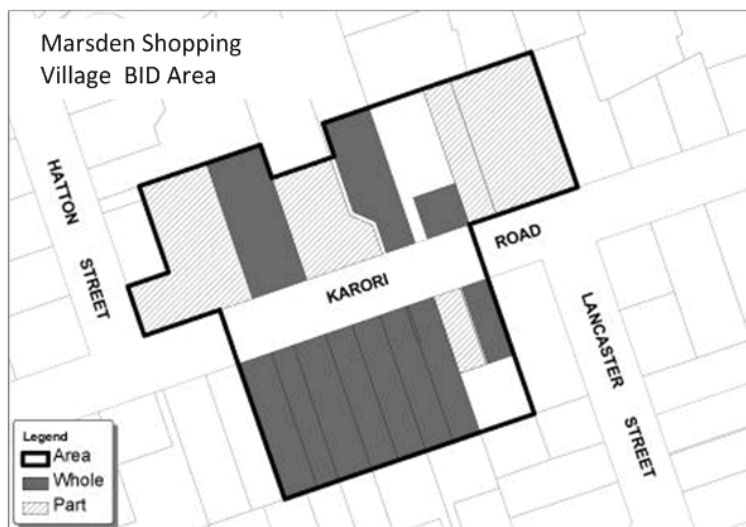 Marsden Shopping
Village BID Area
HATTON
STREET
KARORI
ROAD
LANCASTER
STREET
Legend
Area
Whole
Part